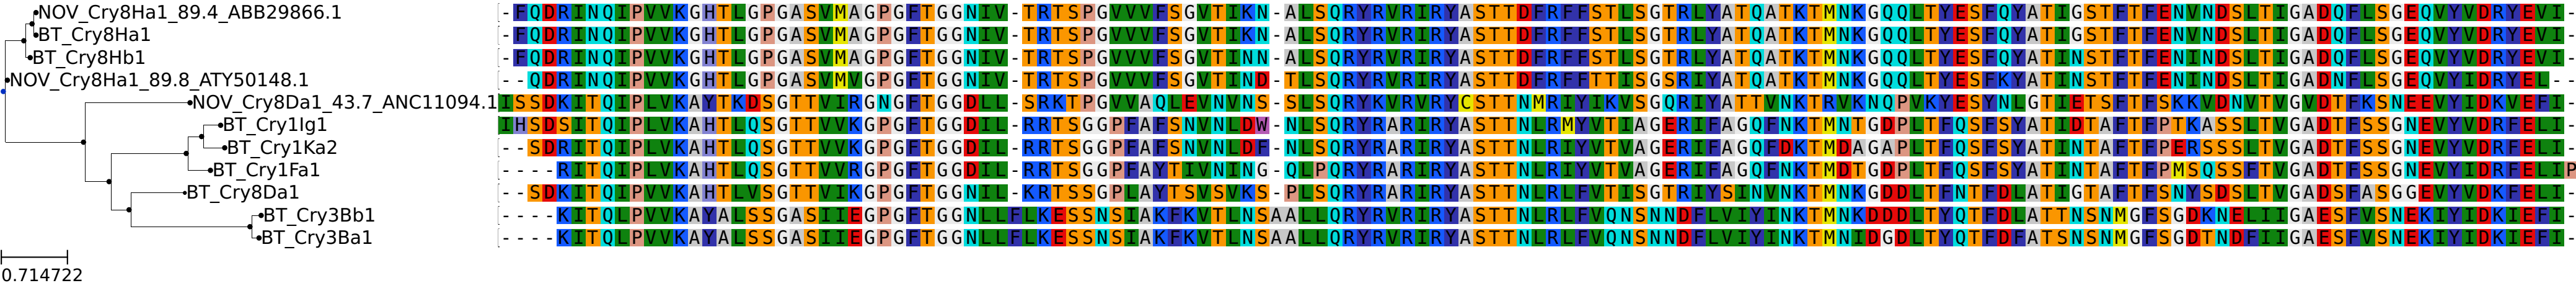 NOV_Cry8Ha1_89.4_ABB29866.1 -FQDRINQIPVVKGHTLGPGASVMAGPGFTGGNIV-TRTSPGVVVFSGVTIKN-ALSQRYRVRIRYASTTDFRFFSTLSGTRLYATQATKTMNKGQQLTYESFQYATIGSTFTFENVNDSLTIGADQFLSGEQVYVDRYEVI-
BT_Cry8Ha1 -FQDRINQIPVVKGHTLGPGASVMAGPGFTGGNIV-TRTSPGVVVFSGVTIKN-ALSQRYRVRIRYASTTDFRFFSTLSGTRLYATQATKTMNKGQQLTYESFQYATIGSTFTFENVNDSLTIGADQFLSGEQVYVDRYEVI-
BT_Cry8Hb1 -FQDRINQIPVVKGHTLGPGASVMAGPGFTGGNIV-TRTSPGVVVFSGVTINN-ALSQRYRVRIRYASTTDFRFFSTLSGTRLYATQATKTMNKGQQLTYESFQYATINSTFTFENINDSLTIGADQFLSGEQVYVDRYEVI-
NOV_Cry8Ha1_89.8_ATY50148.1 --QDRINQIPVVKGHTLGPGASVMVGPGFTGGNIV-TRTSPGVVVFSGVTIND-TLSQRYRVRIRYASTTDFRFFTTISGSRIYATQATKTMNKGQQLTYESFKYATINSTFTFENINDSLTIGADNFLSGEQVYIDRYEL--
NOV_Cry8Da1_43.7_ANC11094.1 ISSDKITQIPLVKAYTKDSGTTVIRGNGFTGGDLL-SRKTPGVVAQLEVNVNS-SLSQRYKVRVRYCSTTNMRIYIKVSGQRIYATTVNKTRVKNQPVKYESYNLGTIETSFTFSKKVDNVTVGVDTFKSNEEVYIDKVEFI-
BT_Cry1Ig1 IHSDSITQIPLVKAHTLQSGTTVVKGPGFTGGDIL-RRTSGGPFAFSNVNLDW-NLSQRYRARIRYASTTNLRMYVTIAGERIFAGQFNKTMNTGDPLTFQSFSYATIDTAFTFPTKASSLTVGADTFSSGNEVYVDRFELI-
BT_Cry1Ka2 --SDRITQIPLVKAHTLQSGTTVVKGPGFTGGDIL-RRTSGGPFAFSNVNLDF-NLSQRYRARIRYASTTNLRIYVTVAGERIFAGQFDKTMDAGAPLTFQSFSYATINTAFTFPERSSSLTVGADTFSSGNEVYVDRFELI-
BT_Cry1Fa1 ----RITQIPLVKAHTLQSGTTVVRGPGFTGGDIL-RRTSGGPFAYTIVNING-QLPQRYRARIRYASTTNLRIYVTVAGERIFAGQFNKTMDTGDPLTFQSFSYATINTAFTFPMSQSSFTVGADTFSSGNEVYIDRFELIP
BT_Cry8Da1 --SDKITQIPVVKAHTLVSGTTVIKGPGFTGGNIL-KRTSSGPLAYTSVSVKS-PLSQRYRARIRYASTTNLRLFVTISGTRIYSINVNKTMNKGDDLTFNTFDLATIGTAFTFSNYSDSLTVGADSFASGGEVYVDKFELI-
BT_Cry3Bb1 ----KITQLPVVKAYALSSGASIIEGPGFTGGNLLFLKESSNSIAKFKVTLNSAALLQRYRVRIRYASTTNLRLFVQNSNNDFLVIYINKTMNKDDDLTYQTFDLATTNSNMGFSGDKNELIIGAESFVSNEKIYIDKIEFI-
BT_Cry3Ba1 ----KITQLPVVKAYALSSGASIIEGPGFTGGNLLFLKESSNSIAKFKVTLNSAALLQRYRVRIRYASTTNLRLFVQNSNNDFLVIYINKTMNIDGDLTYQTFDFATSNSNMGFSGDTNDFIIGAESFVSNEKIYIDKIEFI-
0.714722